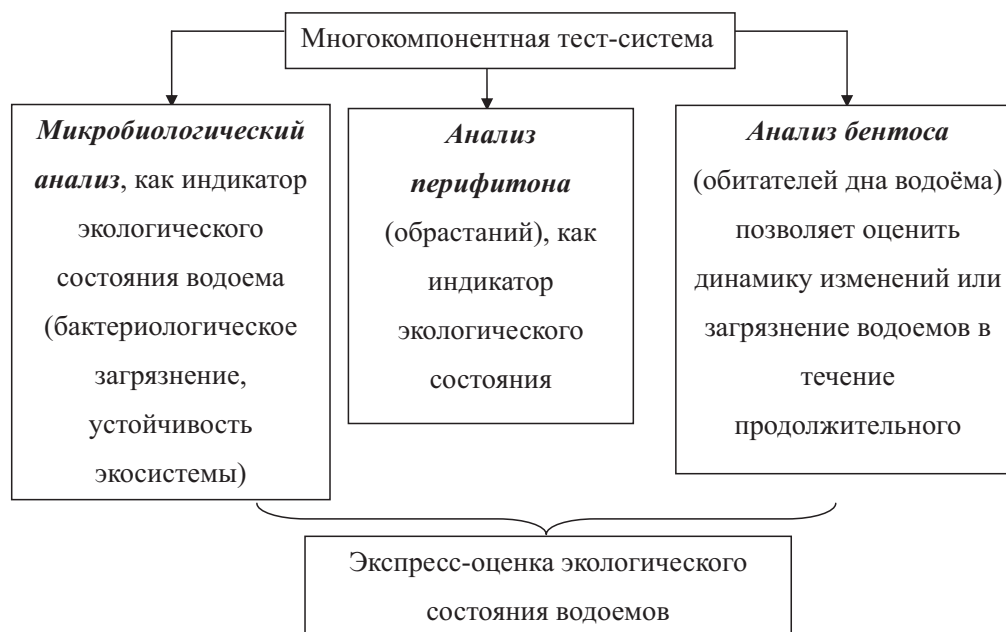 Многокомпонентная тест-система
Микробиологический
анализ, как индикатор
экологического
состояния водоема
(бактериологическое
загрязнение,
устойчивость
экосистемы)
Анализ
перифитона
(обрастаний), как
индикатор
экологического
состояния
Анализ бентоса
(обитателей дна водоёма)
позволяет оценить
динамику изменений или
загрязнение водоемов в
течение
продолжительного
Экспресс-оценка экологического
состояния водоемов